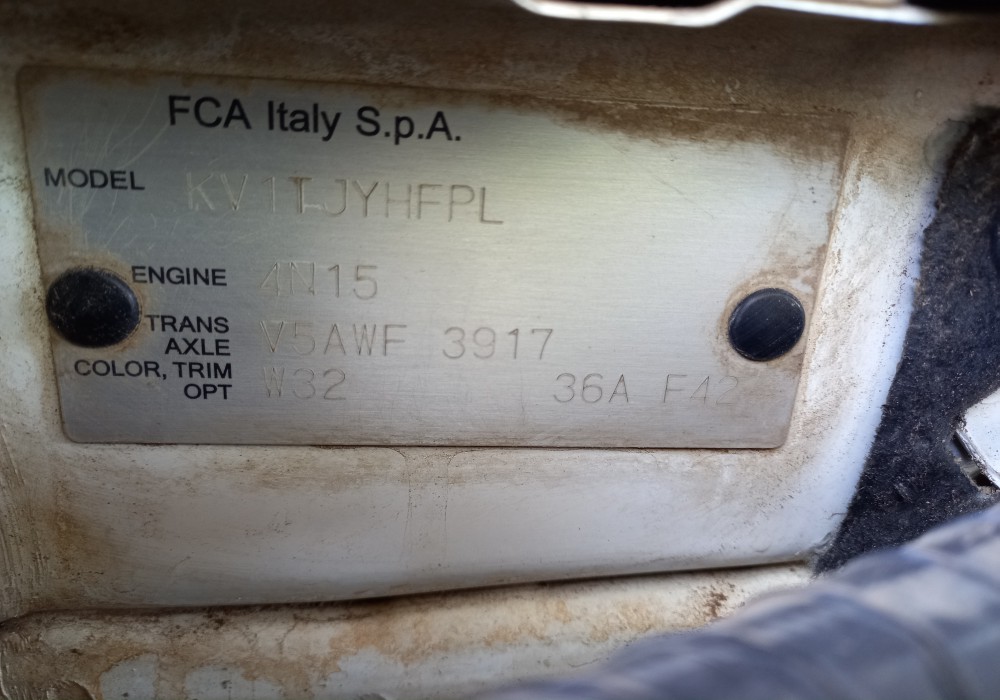 FCA Italy S.p.A.
MODEL KV1TJYHFPL
ENGINE 4N15
TRANS AXLE V5AWF 3917
COLOR, TRIM OPT W32 36A F42